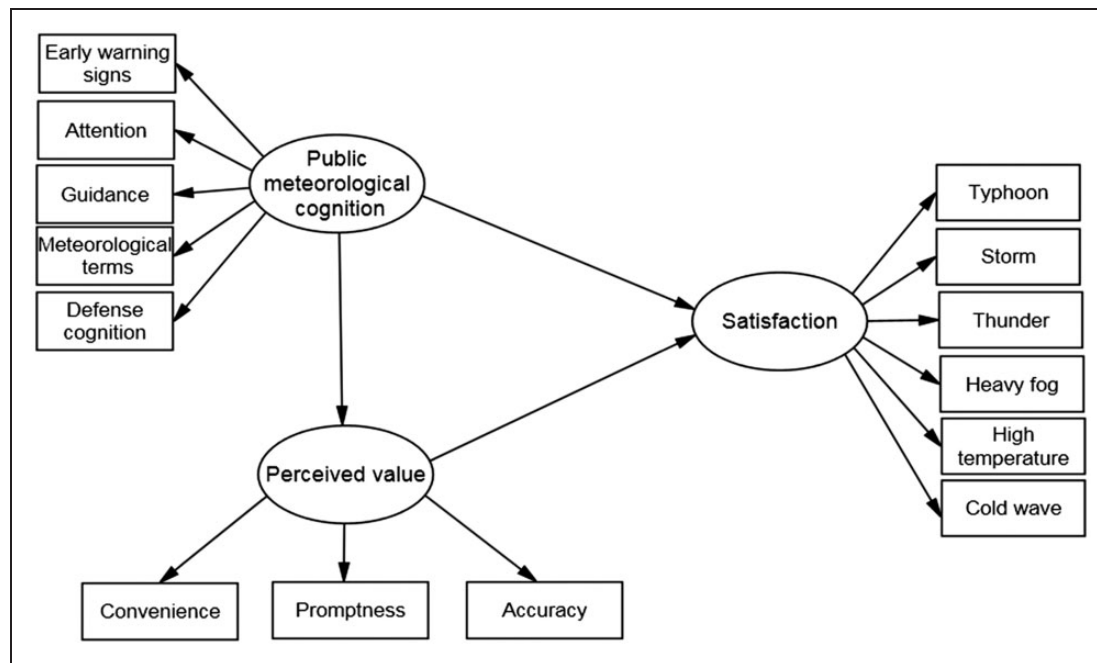 Early warning
signs
Attention
Guidance
Meteorological
terms
Defense
cognition
Public
meteorological
cognition
Perceived value
Convenience
Promptness
Accuracy
Satisfaction
Typhoon
Storm
Thunder
Heavy fog
High
temperature
Cold wave